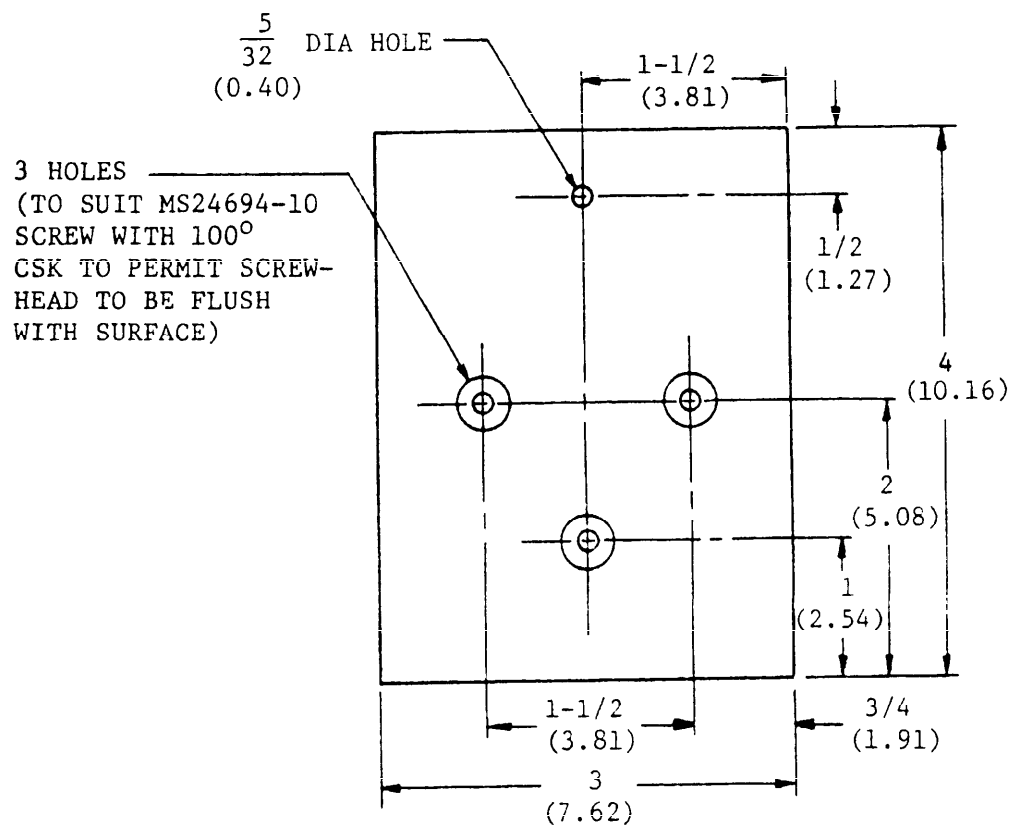 5
32
DIA HOLE
(0.40)
1-1/2
(3.81)
3 HOLES
(TO SUIT MS24694-10
SCREW WITH 100°
CSK TO PERMIT SCREW-
HEAD TO BE FLUSH
WITH SURFACE)
1/2
(1.27)
4
(10.16)
2
(5.08)
1
(2.54)
1-1/2
(3.81)
3/4
(1.91)
3
(7.62)